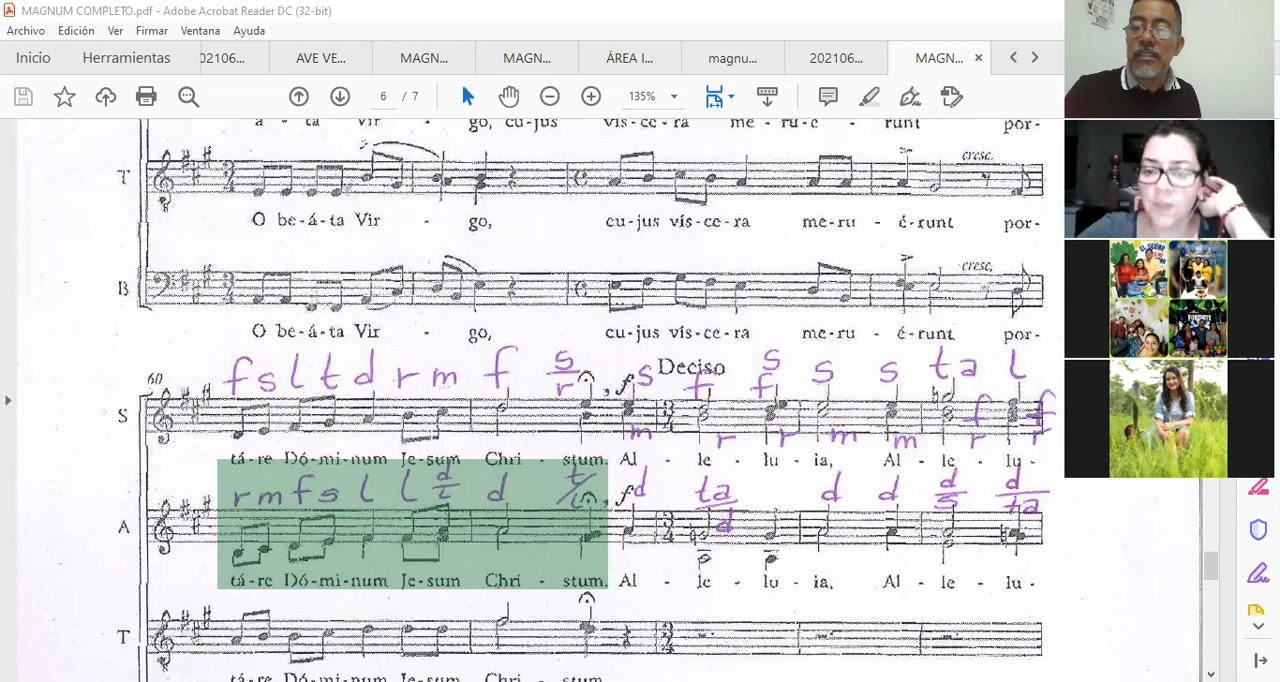 MAGNUM COMPLETO.pdf - Adobe Acrobat Reader DC (32-bit)
Archivo Edición Ver Firmar Ventana Ayuda
Inicio Herramientas 202106... AVE VE... MAGN... MAGN... ÁREA I... magnu... 202106... MAGN... ×
6 / 7 135%
a - ta Vir - go, cu-jus vis-ce-ra me-ru-e - runt por-
cresc.
T
O be-á-ta Vir - go, cu-jus vís-ce-ra me-ru - é-runt por-
cresc.
B
O be-á-ta Vir - go, cu-jus vís-ce-ra me-ru - é-runt por-
Deciso
f s l t d r m f s r s f s f s s ta l
60
S
m r r m m r f r f
tá-re Dó-mi-num Je-sum Chri - stum. Al - le - lu - ia, Al - le - lu-
r m f s l l d t d t l d ta d d d d s d ta
A
tá-re Dó-mi-num Je-sum Chri - stum. Al - le - lu - ia, Al - le - lu-
T
tá-re Dó-mi-num Je-sum Chri - stum.